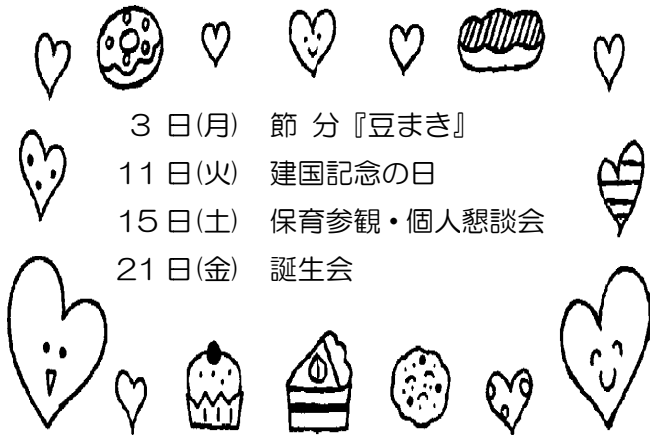 3 日(月) 節 分『豆まき』
11 日(火) 建国記念の日
15 日(土) 保育参観・個人懇談会
21 日(金) 誕生会